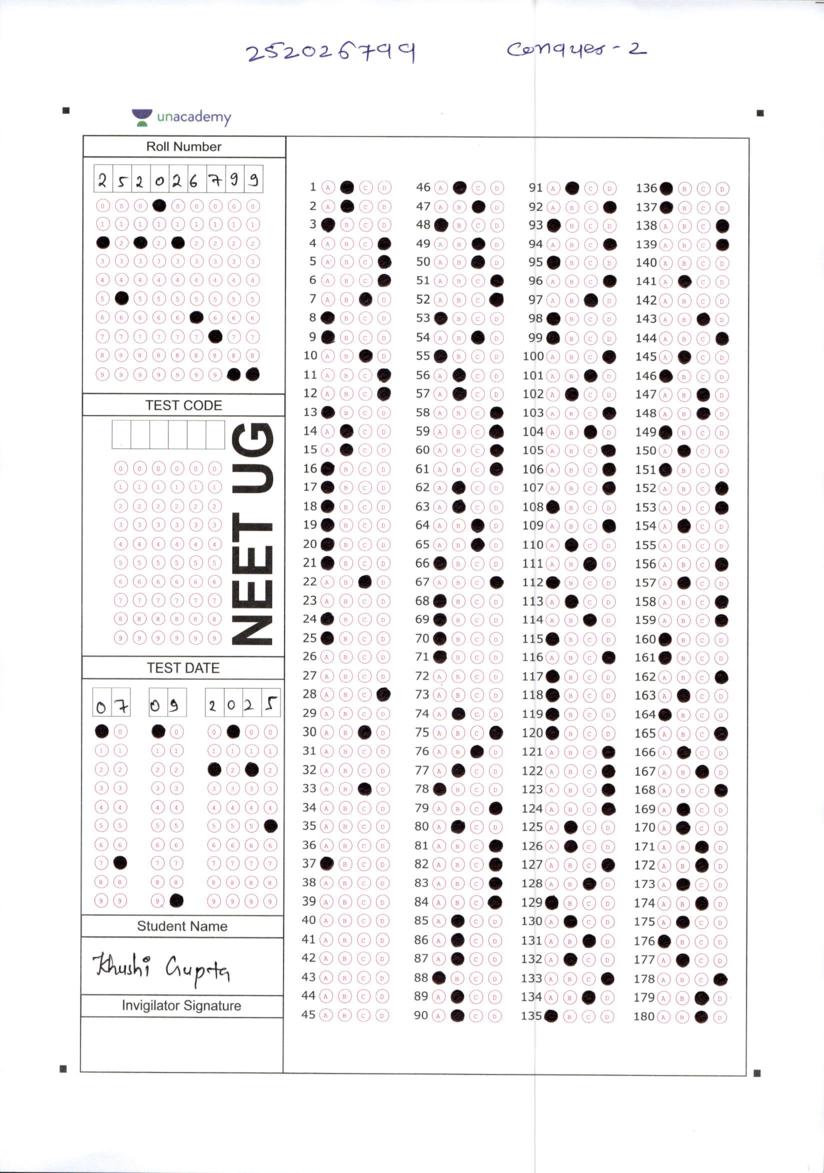 252026799 Conques-2
unacademy
Roll Number
2 5 2 0 2 6 7 9 9
TEST CODE
NEET UG
TEST DATE
0 7 0 9 2 0 2 5
Student Name
Khushi Gupta
Invigilator Signature
1 A C D
2 A C D
3 B C D
4 A B C
5 A B C
6 A B C
7 A B D
8 B C D
9 B C D
10 A B D
11 A B C
12 A B C
13 B C D
14 A C D
15 A C D
16 B C D
17 B C D
18 B C D
19 B C D
20 B C D
21 B C D
22 A B D
23 A B C D
24 B C D
25 B C D
26 A B C D
27 A B C D
28 A B C
29 A B C D
30 A B D
31 A B C D
32 A B C D
33 A B D
34 A B C D
35 A B C D
36 A B C D
37 B C D
38 A B C D
39 A B C D
40 A B C D
41 A B C D
42 A B C D
43 A B C D
44 A B C D
45 A B C D
46 A C D
47 A B D
48 B C D
49 A B D
50 A B D
51 A B C
52 A B C
53 B C D
54 A B D
55 B C D
56 A C D
57 A C D
58 A B C
59 A B C
60 A B C
61 A B C
62 A C D
63 A C D
64 A B D
65 A B D
66 B C D
67 A B C
68 B C D
69 B C D
70 B C D
71 B C D
72 A B C D
73 A B C D
74 A C D
75 A B C
76 A B D
77 A C D
78 B C D
79 A B C
80 A C D
81 A B C
82 A B C
83 A B C
84 A B C
85 A C D
86 A C D
87 A C D
88 B C D
89 A C D
90 A C D
91 A C D
92 A B C
93 B C D
94 A B C
95 B C D
96 A B C
97 A B D
98 B C D
99 B C D
100 A B C
101 A B D
102 A C D
103 A B C
104 A B D
105 A B C
106 A B C
107 A B C
108 B C D
109 A B C
110 A C D
111 A B D
112 B C D
113 A C D
114 A B D
115 B C D
116 A B C
117 B C D
118 B C D
119 B C D
120 B C D
121 A B C
122 A B C
123 A B C
124 A B C
125 A C D
126 A C D
127 A B C
128 A B D
129 B C D
130 A C D
131 A B D
132 A C D
133 A B C
134 A B D
135 B C D
136 B C D
137 B C D
138 A B C
139 A B C
140 A B C D
141 A C D
142 A B C D
143 A B D
144 A B C
145 A C D
146 B C D
147 A B D
148 A B D
149 B C D
150 A C D
151 B C D
152 A B C
153 A B C
154 A C D
155 A B C D
156 A B C
157 A C D
158 A B C
159 A B C
160 B C D
161 B C D
162 A B C
163 A C D
164 B C D
165 A B C
166 A C D
167 A B D
168 A B C
169 A C D
170 A C D
171 A B D
172 A B D
173 A C D
174 A B D
175 A C D
176 B C D
177 A C D
178 A B C
179 A B D
180 A B D